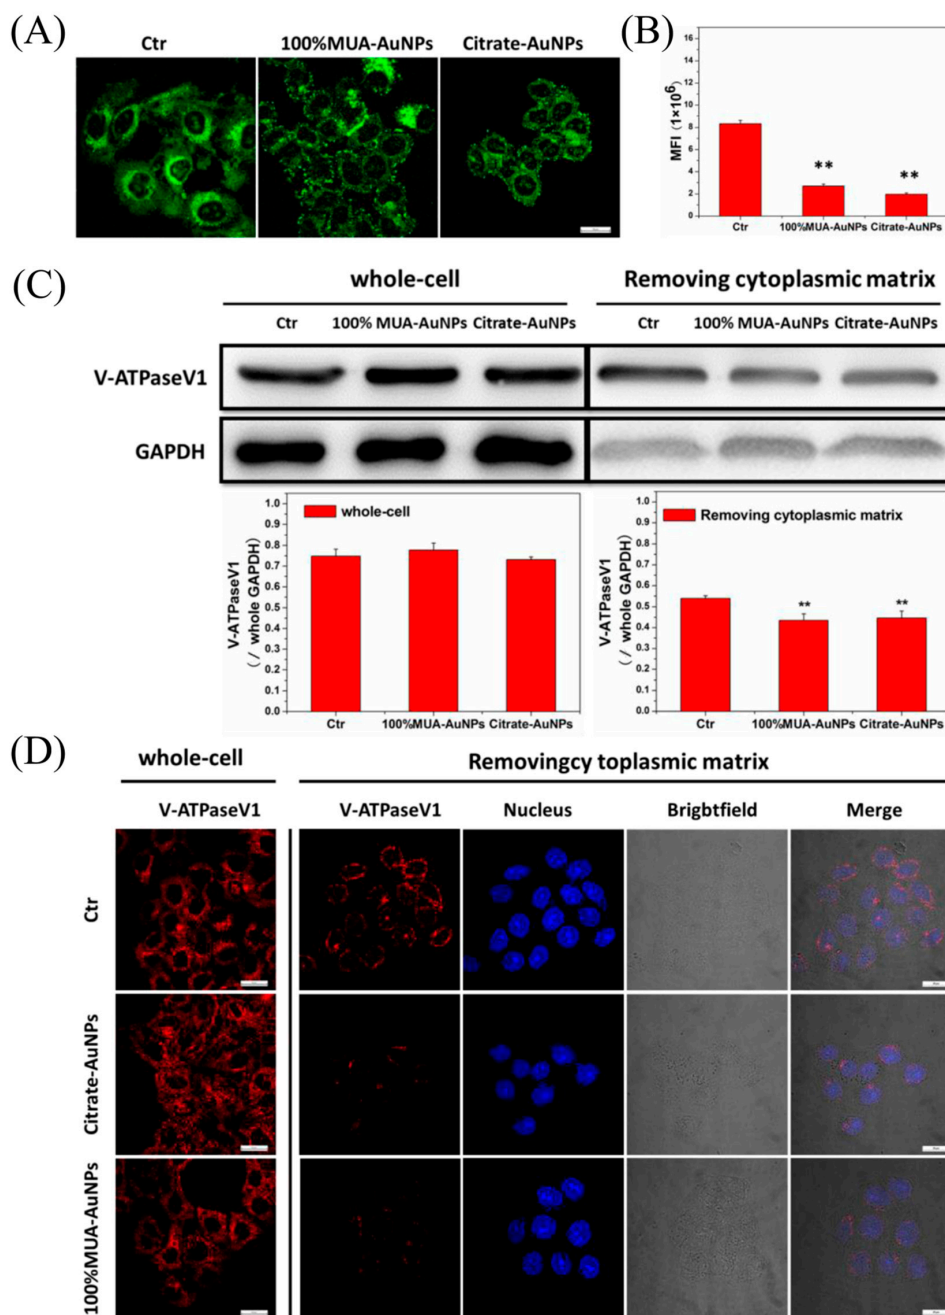 (A)
Ctr 100%MUA-AuNPs Citrate-AuNPs
(B)
MFI (1×10⁶)
16
14
12
10
8
6
4
2
0
** **
Ctr 100%MUA-AuNPs Citrate-AuNPs
(C)
whole-cell Removing cytoplasmic matrix
Ctr 100% MUA-AuNPs Citrate-AuNPs Ctr 100% MUA-AuNPs Citrate-AuNPs
V-ATPaseV1
GAPDH
V-ATPaseV1
(/ whole GAPDH)
1.0
0.9
0.8
0.7
0.6
0.5
0.4
0.3
0.2
0.1
0.0
whole-cell
Ctr 100%MUA-AuNPs Citrate-AuNPs
V-ATPaseV1
(/ whole GAPDH)
1.0
0.9
0.8
0.7
0.6
0.5
0.4
0.3
0.2
0.1
0.0
Removing cytoplasmic matrix
** **
Ctr 100%MUA-AuNPs Citrate-AuNPs
(D)
whole-cell Removingcy toplasmic matrix
V-ATPaseV1 V-ATPaseV1 Nucleus Brigbtfield Merge
Ctr
Citrate-AuNPs
100%MUA-AuNPs